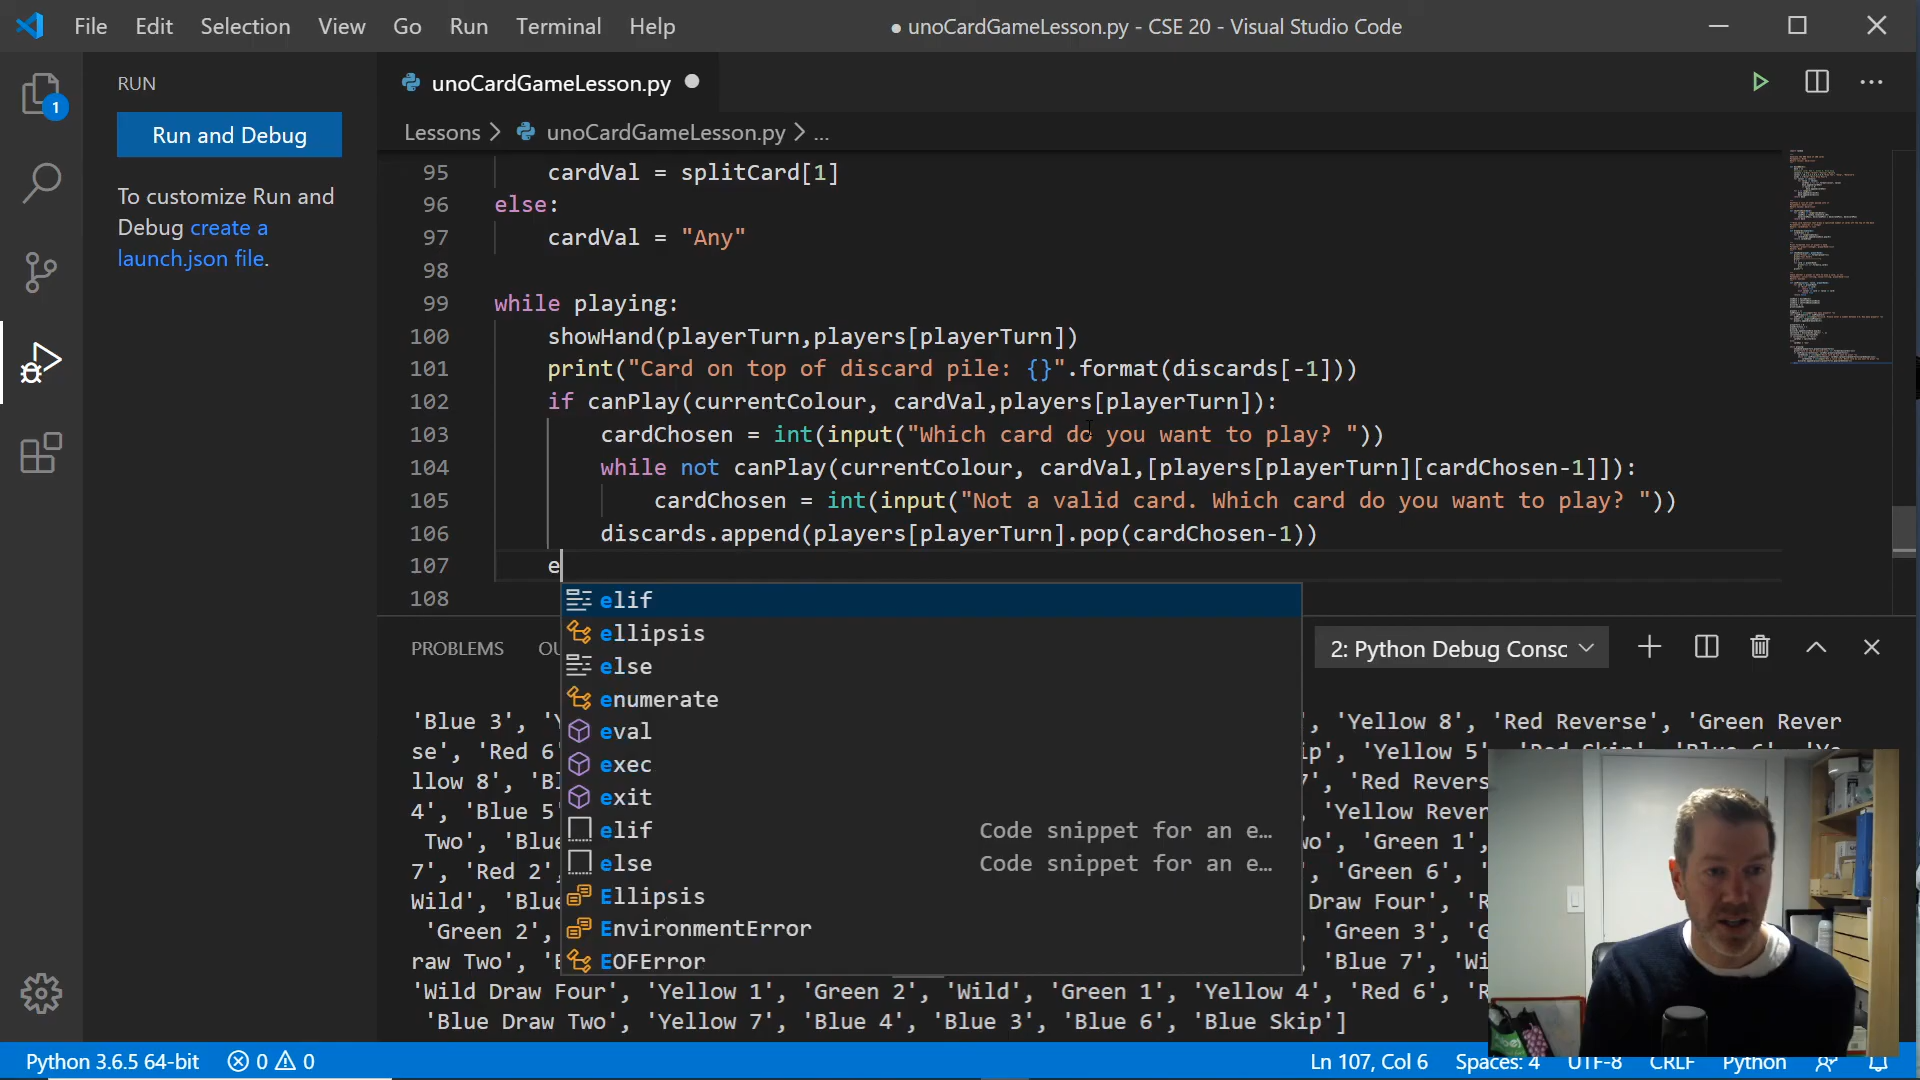 File Edit Selection View Go Run Terminal Help
● unoCardGameLesson.py - CSE 20 - Visual Studio Code
RUN
Run and Debug
To customize Run and
Debug create a
launch.json file.
1
unoCardGameLesson.py
Lessons > unoCardGameLesson.py > ...
95 cardVal = splitCard[1]
96 else:
97 cardVal = "Any"
98
99 while playing:
100 showHand(playerTurn,players[playerTurn])
101 print("Card on top of discard pile: {}".format(discards[-1]))
102 if canPlay(currentColour, cardVal,players[playerTurn]):
103 cardChosen = int(input("Which card do you want to play? "))
104 while not canPlay(currentColour, cardVal,[players[playerTurn][cardChosen-1]]):
105 cardChosen = int(input("Not a valid card. Which card do you want to play? "))
106 discards.append(players[playerTurn].pop(cardChosen-1))
107 e
108
elif
ellipsis
else
enumerate
eval
exec
exit
elif Code snippet for an e...
else Code snippet for an e...
Ellipsis
EnvironmentError
EOFError
PROBLEMS OU 2: Python Debug Consc
'Blue 3', 'Y , 'Yellow 8', 'Red Reverse', 'Green Rever
se', 'Red 6 ip', 'Yellow 5', 'Red Skip', 'Blue 6', 'Ye
llow 8', 'Bl 7', 'Red Revers
4', 'Blue 5 'Yellow Rever
Two', 'Blue wo', 'Green 1',
7', 'Red 2', 'Green 6',
Wild', 'Blue Draw Four', 'R
'Green 2', 'Green 3', 'G
raw Two', 'B 'Blue 7', 'Wi
'Wild Draw Four', 'Yellow 1', 'Green 2', 'Wild', 'Green 1', 'Yellow 4', 'Red 6', 'R
'Blue Draw Two', 'Yellow 7', 'Blue 4', 'Blue 3', 'Blue 6', 'Blue Skip']
Python 3.6.5 64-bit 0 0 Ln 107, Col 6 Spaces: 4 UTF-8 CRLF Python